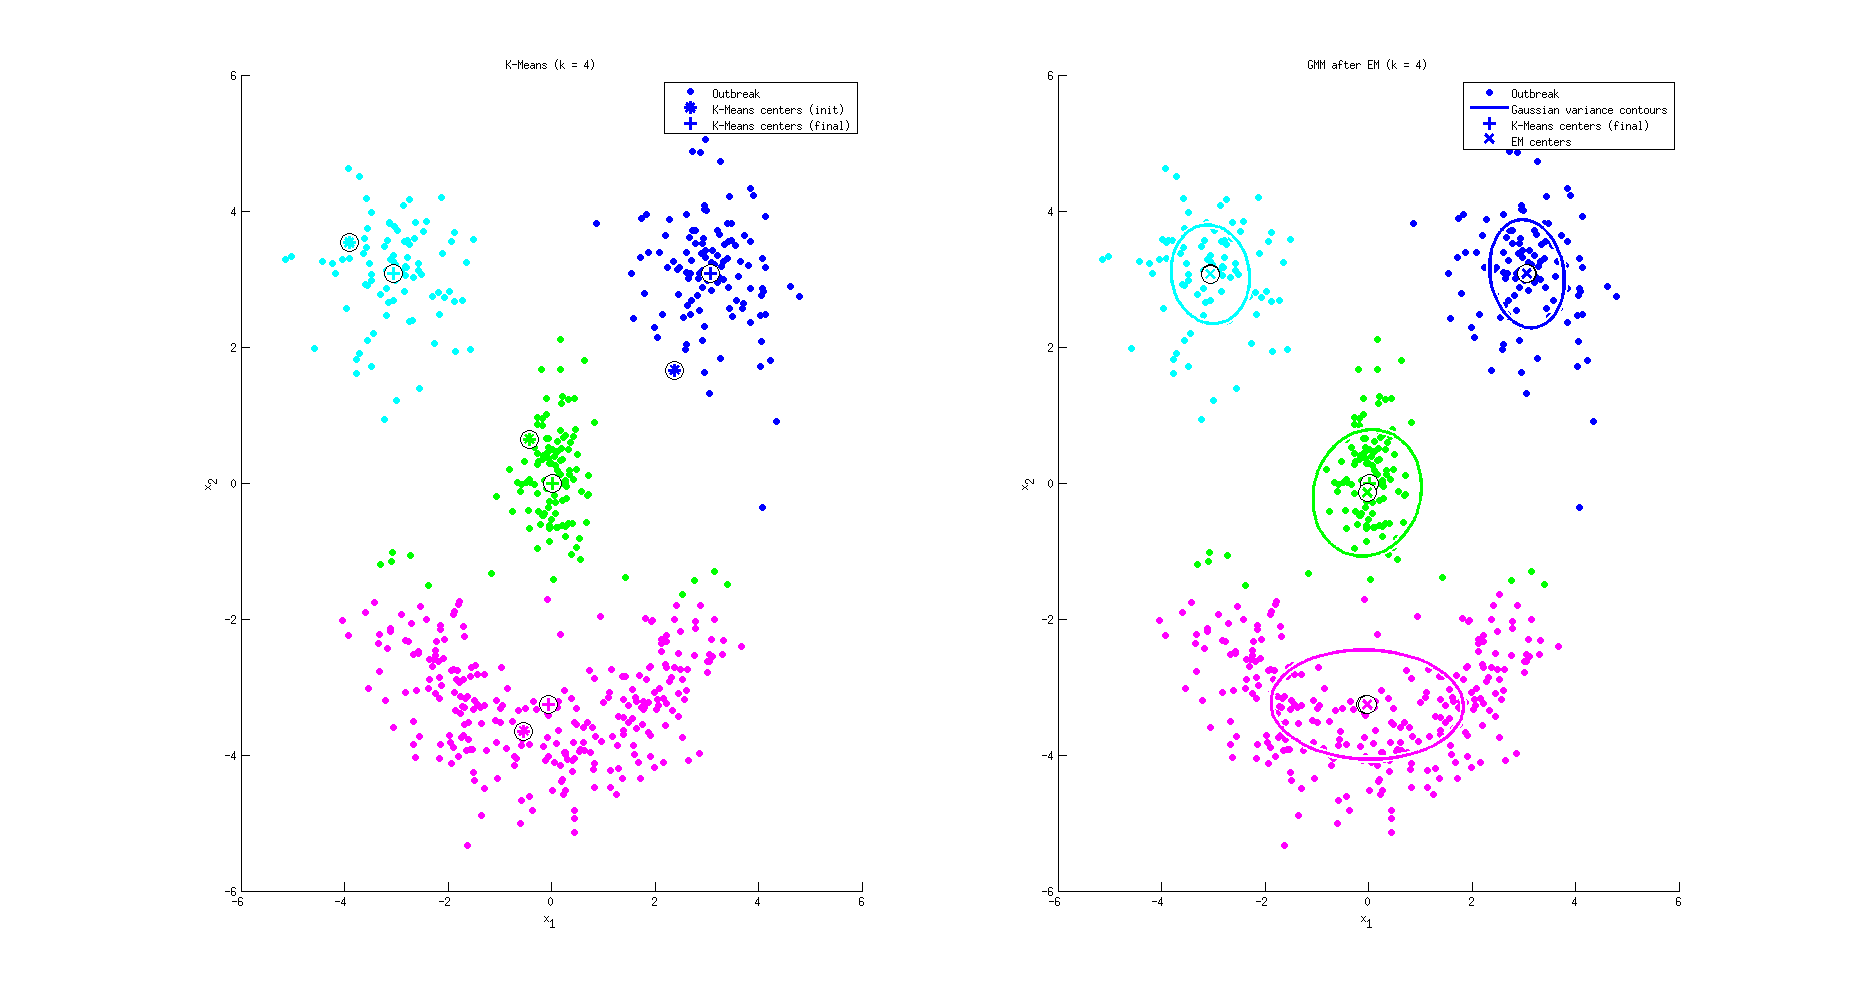 K-Means (k = 4)
Outbreak
K-Means centers (init)
K-Means centers (final)
6
4
2
0
-2
-4
-6
x2
-6
-4
-2
0
2
4
6
x1
GMM after EM (k = 4)
Outbreak
Gaussian variance contours
K-Means centers (final)
EM centers
6
4
2
0
-2
-4
-6
x2
-6
-4
-2
0
2
4
6
x1